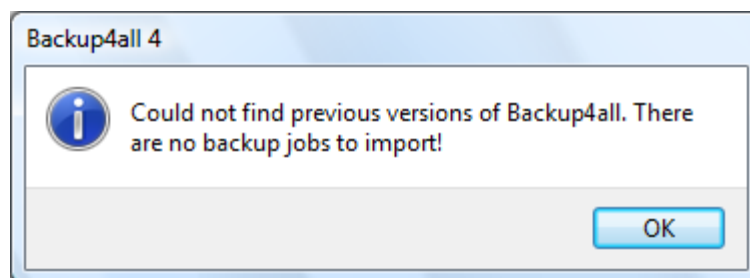 Backup4all 4
Could not find previous versions of Backup4all. There
are no backup jobs to import!
OK